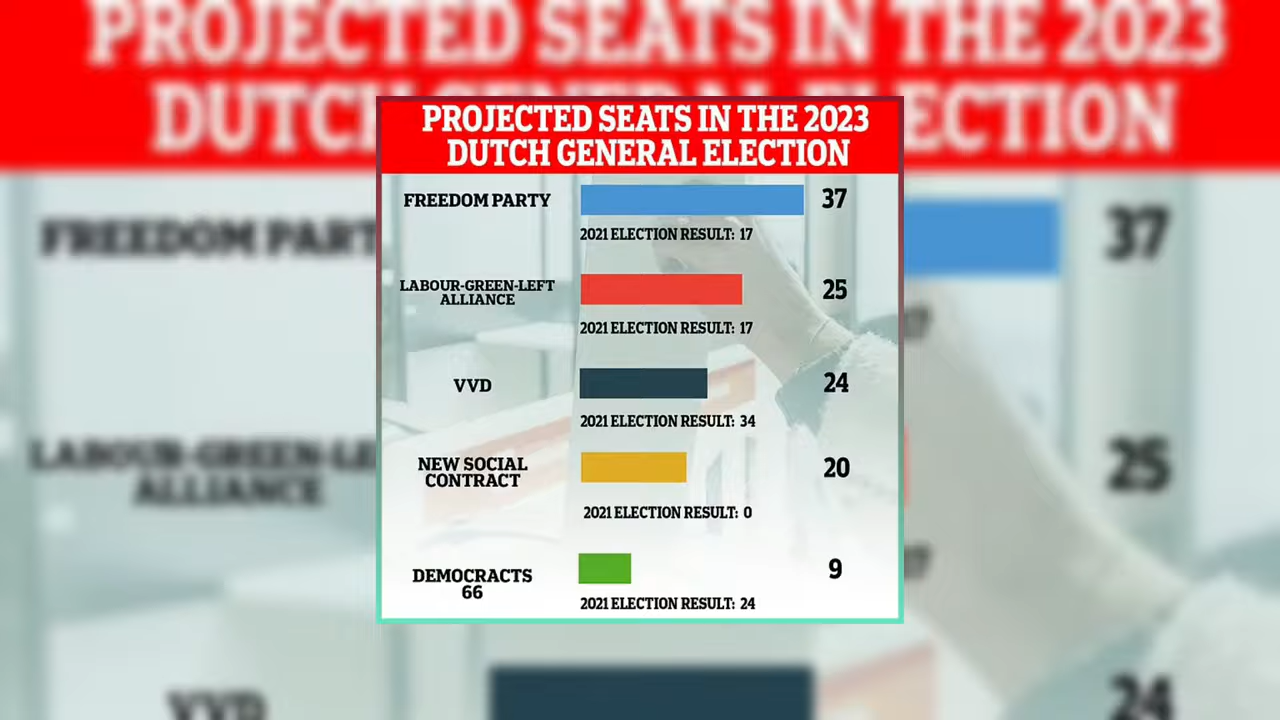 PROJECTED SEATS IN THE 2023
DUTCH GENERAL ELECTION
FREEDOM PARTY
37
2021 ELECTION RESULT: 17
LABOUR-GREEN-LEFT
ALLIANCE
25
2021 ELECTION RESULT: 17
VVD
24
2021 ELECTION RESULT: 34
NEW SOCIAL
CONTRACT
20
2021 ELECTION RESULT: 0
DEMOCRACTS
66
9
2021 ELECTION RESULT: 24